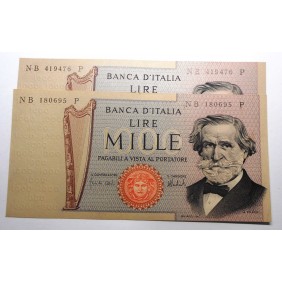 NB 419476 P NB 419476 P
BANCA D'ITALIA
LIRE
NB 180695 P NB 180695 P
BANCA D'ITALIA
LIRE
MILLE
PAGABILI A VISTA AL PORTATORE